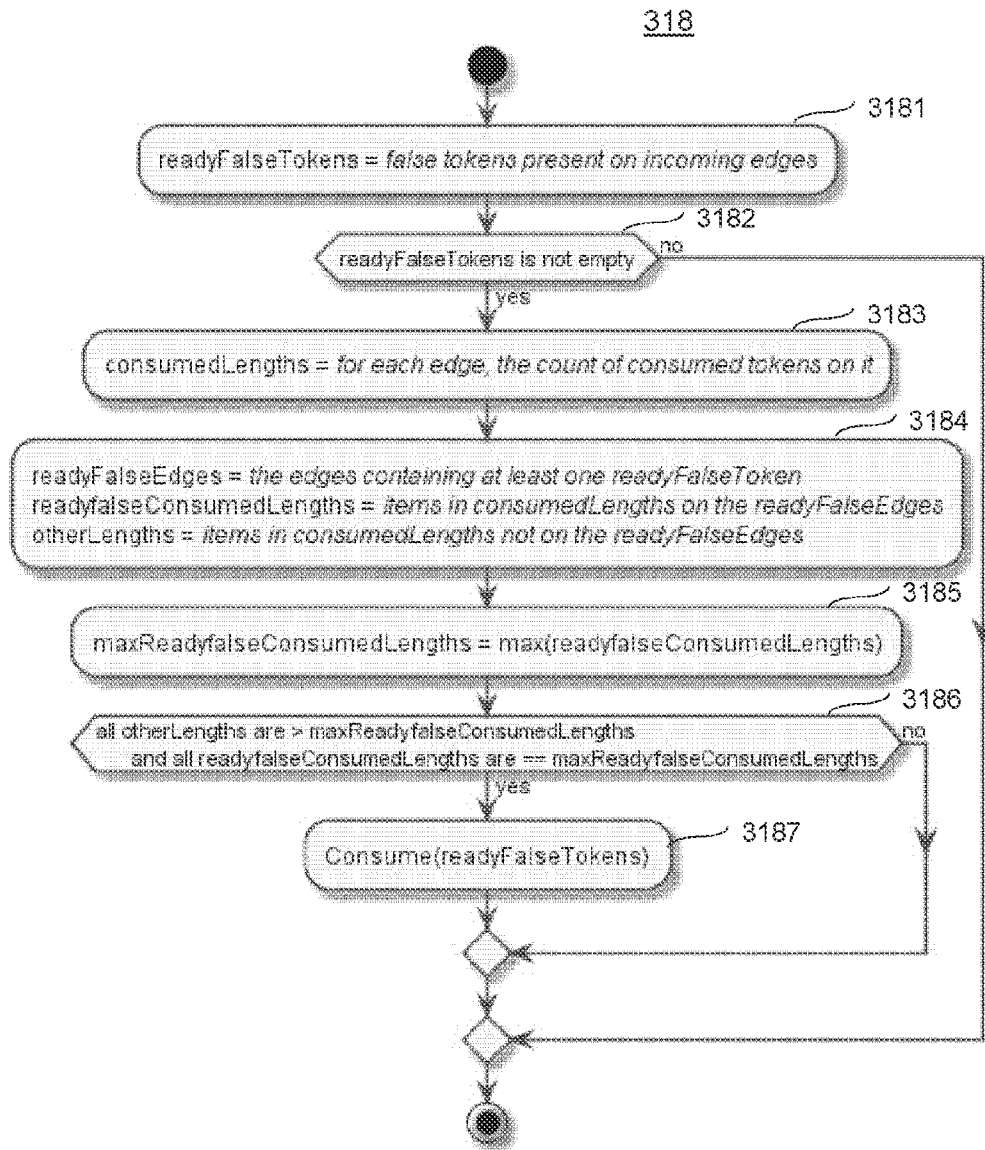 318
3181
readyFalseTokens = false tokens present on incoming edges
3182
readyFalseTokens is not empty
no
yes
3183
consumedLengths = for each edge, the count of consumed tokens on it
3184
readyFalseEdges = the edges containing at least one readyFalseToken
readyfalseConsumedLengths = items in consumedLengths on the readyFalseEdges
otherLengths = items in consumedLengths not on the readyFalseEdges
3185
maxReadyfalseConsumedLengths = max(readyfalseConsumedLengths)
3186
all otherLengths are > maxReadyfalseConsumedLengths
and all readyfalseConsumedLengths are == maxReadyfalseConsumedLengths
no
yes
3187
Consume(readyFalseTokens)